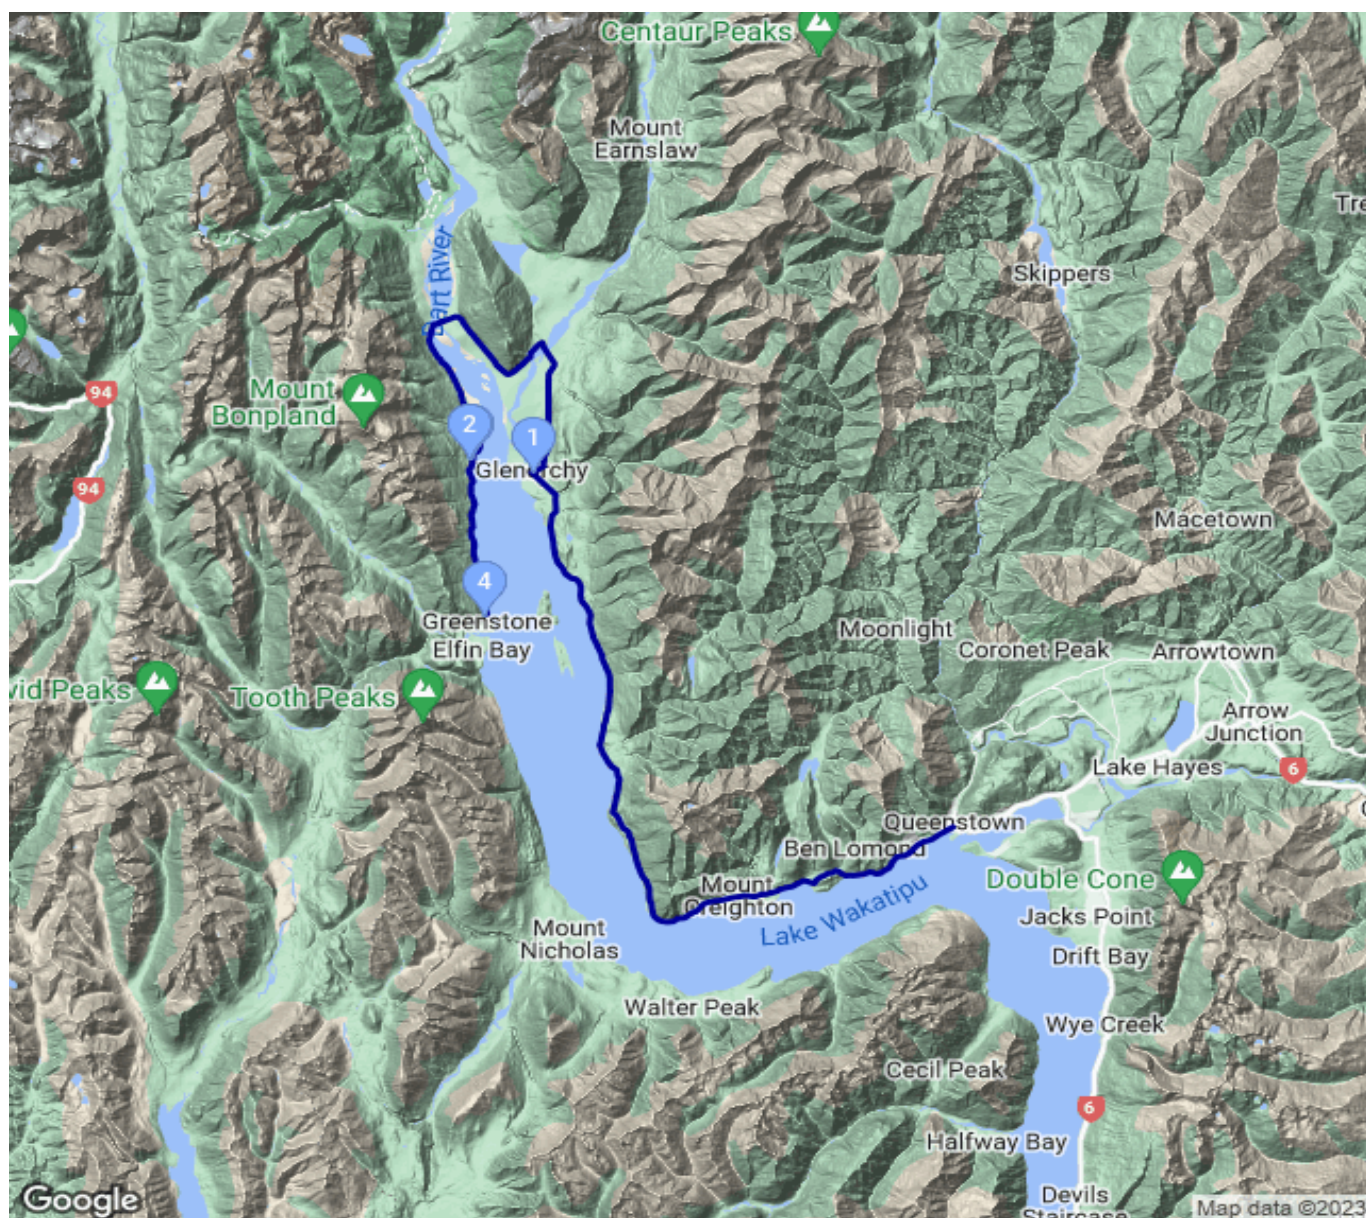 Centaur Peaks
Mount
Earnslaw
Skippers
Dart River
94
Mount
Bonpland
2
1
94
Glenorchy
Macetown
4
Greenstone
Elfin Bay
Moonlight
Coronet Peak
Arrowtown
vid Peaks
Tooth Peaks
Arrow
Junction
Lake Hayes
6
Queenstown
Ben Lomond
Mount
Creighton
Double Cone
Lake Wakatipu
Jacks Point
Mount
Nicholas
Drift Bay
Walter Peak
Wye Creek
Cecil Peak
6
Halfway Bay
Devils
Staircase
Google
Map data ©2023